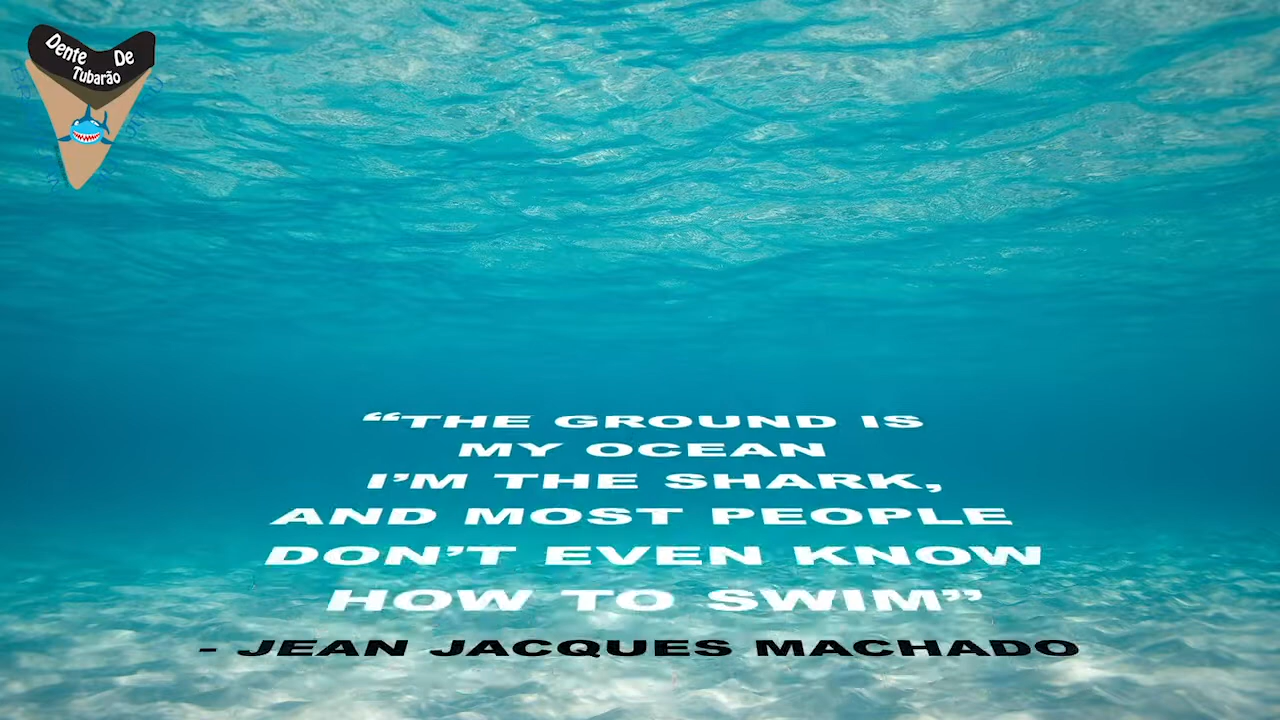 Dente De
Tubarão
“THE GROUND IS
MY OCEAN
I’M THE SHARK,
AND MOST PEOPLE
DON’T EVEN KNOW
HOW TO SWIM”
- JEAN JACQUES MACHADO